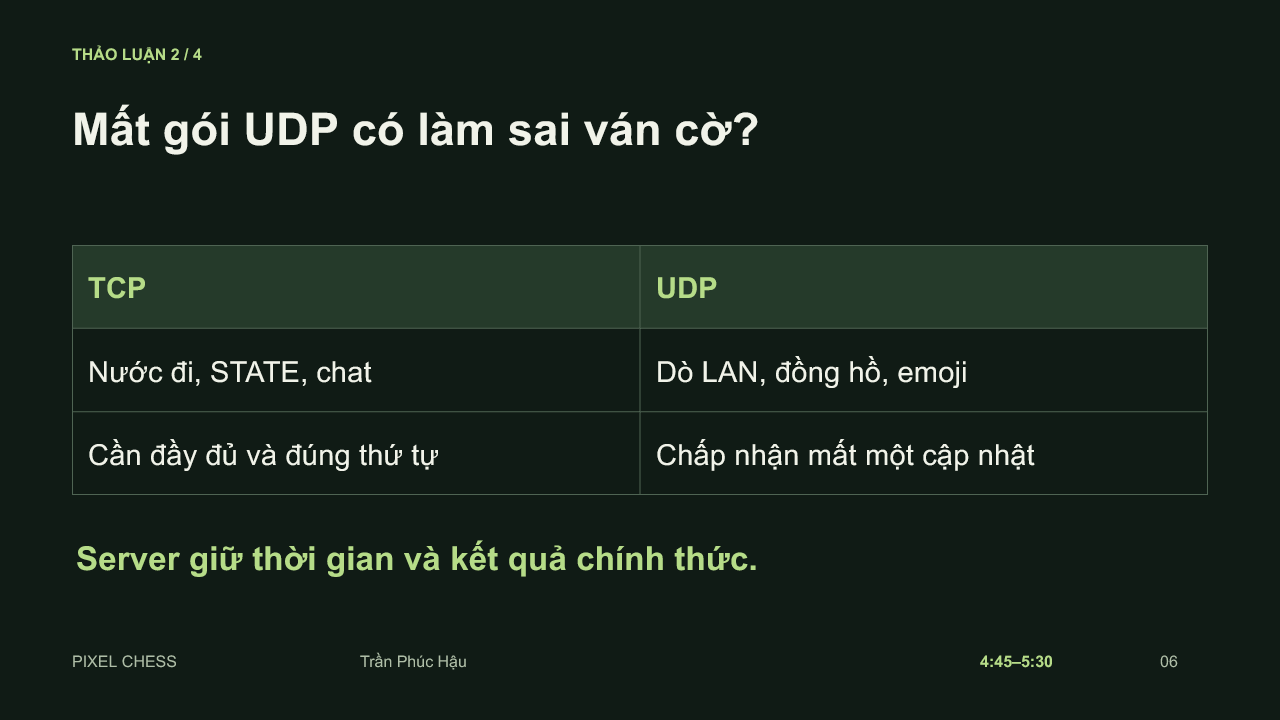 THẢO LUẬN 2 / 4
Mất gói UDP có làm sai ván cờ?
TCP
UDP
Nước đi, STATE, chat
Dò LAN, đồng hồ, emoji
Cần đầy đủ và đúng thứ tự
Chấp nhận mất một cập nhật
Server giữ thời gian và kết quả chính thức.
PIXEL CHESS
Trần Phúc Hậu
4:45–5:30
06